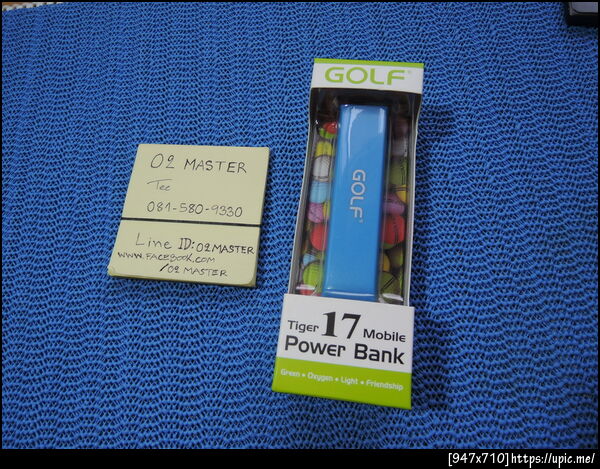 O2 MASTER
Tee
081-580-9330
Line ID:O2MASTER
WWW.FACEBOOK.COM
/O2 MASTER
GOLF
GOLF
Tiger 17 Mobile
Power Bank
Green • Oxygen • Light • Friendship
[947x710]https://upic.me/